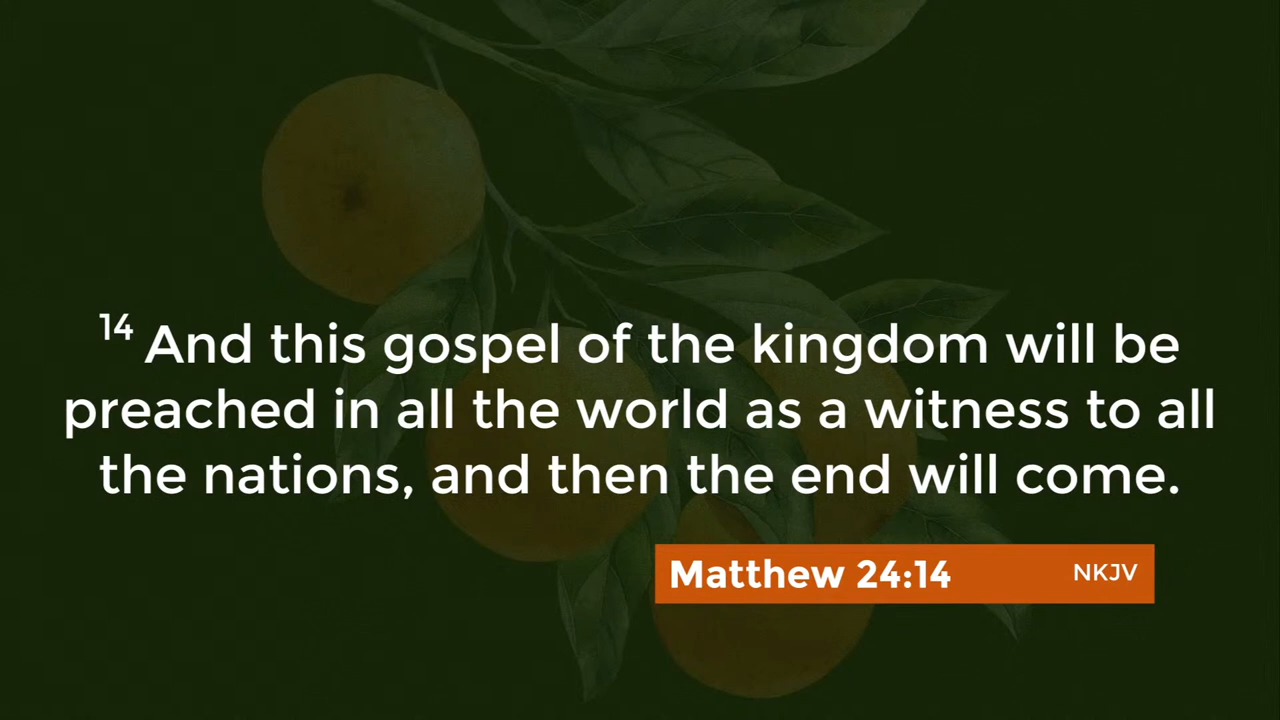 14 And this gospel of the kingdom will be
preached in all the world as a witness to all
the nations, and then the end will come.
Matthew 24:14 NKJV